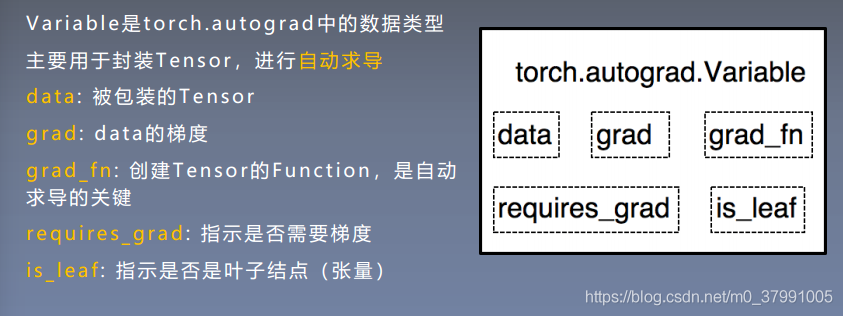 Variable是torch.autograd中的数据类型
主要用于封装Tensor，进行自动求导
data: 被包装的Tensor
grad: data的梯度
grad_fn: 创建Tensor的Function，是自动
求导的关键
requires_grad: 指示是否需要梯度
is_leaf: 指示是否是叶子结点（张量）
torch.autograd.Variable
data
grad
grad_fn
requires_grad
is_leaf
https://blog.csdn.net/m0_37991005